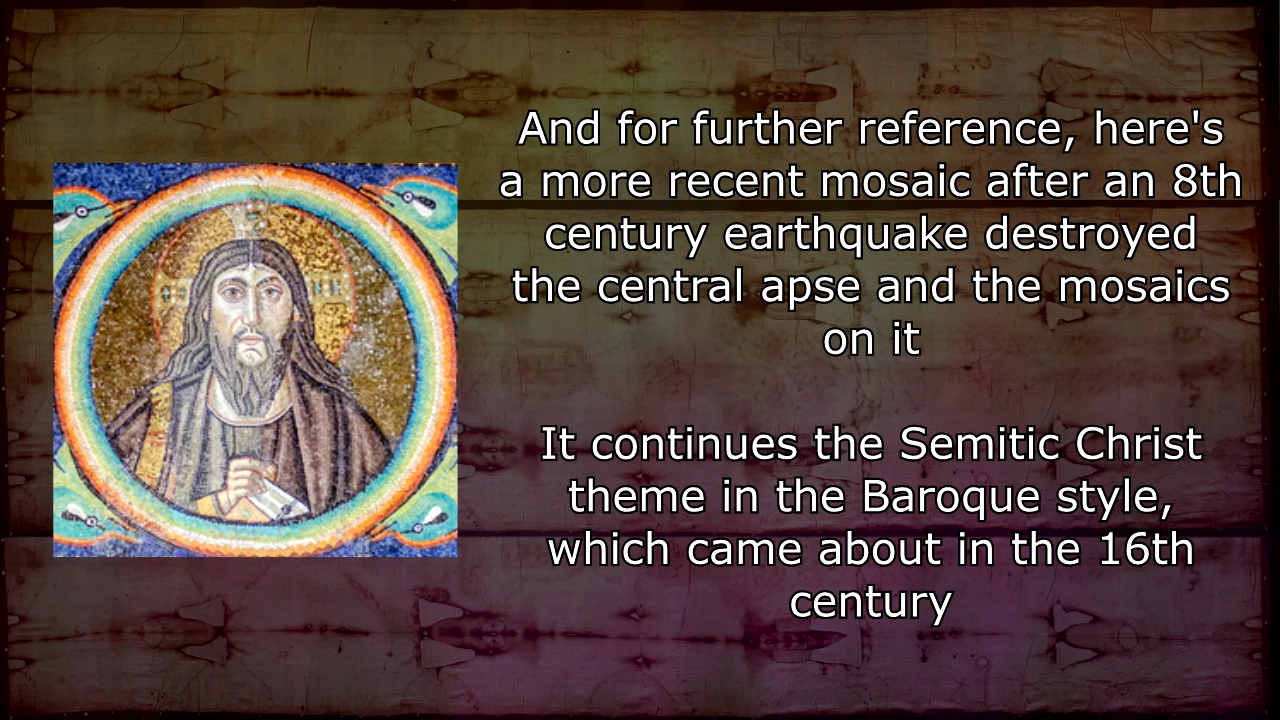 And for further reference, here's
a more recent mosaic after an 8th
century earthquake destroyed
the central apse and the mosaics
on it
It continues the Semitic Christ
theme in the Baroque style,
which came about in the 16th
century